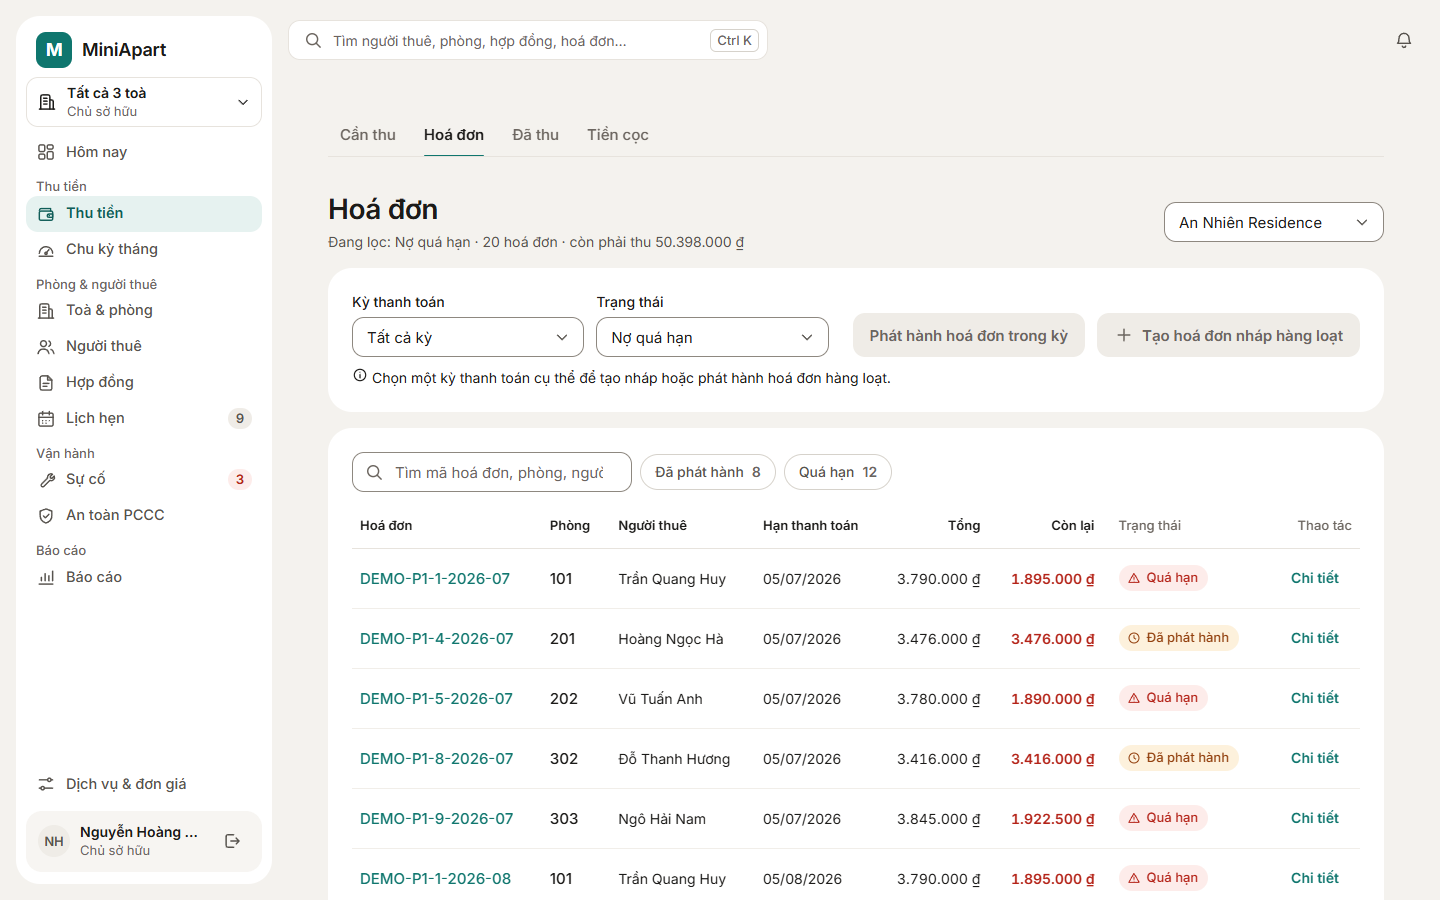 M MiniApart
Tất cả 3 toà
Chủ sở hữu
Hôm nay
Thu tiền
Thu tiền
Chu kỳ tháng
Phòng & người thuê
Toà & phòng
Người thuê
Hợp đồng
Lịch hẹn 9
Vận hành
Sự cố 3
An toàn PCCC
Báo cáo
Báo cáo
Dịch vụ & đơn giá
NH Nguyễn Hoàng ...
Chủ sở hữu
Tìm người thuê, phòng, hợp đồng, hoá đơn... Ctrl K
Cần thu Hoá đơn Đã thu Tiền cọc
Hoá đơn
Đang lọc: Nợ quá hạn · 20 hoá đơn · còn phải thu 50.398.000 ₫
An Nhiên Residence
Kỳ thanh toán Trạng thái
Tất cả kỳ Nợ quá hạn Phát hành hoá đơn trong kỳ Tạo hoá đơn nháp hàng loạt
Chọn một kỳ thanh toán cụ thể để tạo nháp hoặc phát hành hoá đơn hàng loạt.
Tìm mã hoá đơn, phòng, ngườ Đã phát hành 8 Quá hạn 12
Hoá đơn Phòng Người thuê Hạn thanh toán Tổng Còn lại Trạng thái Thao tác
DEMO-P1-1-2026-07 101 Trần Quang Huy 05/07/2026 3.790.000 ₫ 1.895.000 ₫ Quá hạn Chi tiết
DEMO-P1-4-2026-07 201 Hoàng Ngọc Hà 05/07/2026 3.476.000 ₫ 3.476.000 ₫ Đã phát hành Chi tiết
DEMO-P1-5-2026-07 202 Vũ Tuấn Anh 05/07/2026 3.780.000 ₫ 1.890.000 ₫ Quá hạn Chi tiết
DEMO-P1-8-2026-07 302 Đỗ Thanh Hương 05/07/2026 3.416.000 ₫ 3.416.000 ₫ Đã phát hành Chi tiết
DEMO-P1-9-2026-07 303 Ngô Hải Nam 05/07/2026 3.845.000 ₫ 1.922.500 ₫ Quá hạn Chi tiết
DEMO-P1-1-2026-08 101 Trần Quang Huy 05/08/2026 3.790.000 ₫ 1.895.000 ₫ Quá hạn Chi tiết